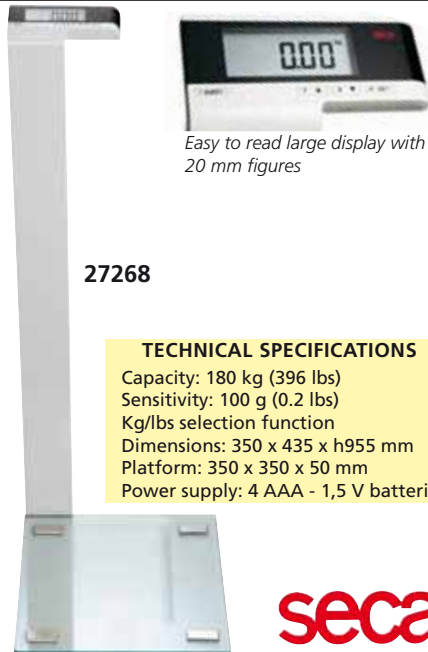 0.00
Easy to read large display with
20 mm figures
27268
TECHNICAL SPECIFICATIONS
Capacity: 180 kg (396 lbs)
Sensitivity: 100 g (0.2 lbs)
Kg/lbs selection function
Dimensions: 350 x 435 x h955 mm
Platform: 350 x 350 x 50 mm
Power supply: 4 AAA - 1,5 V batteri
seca